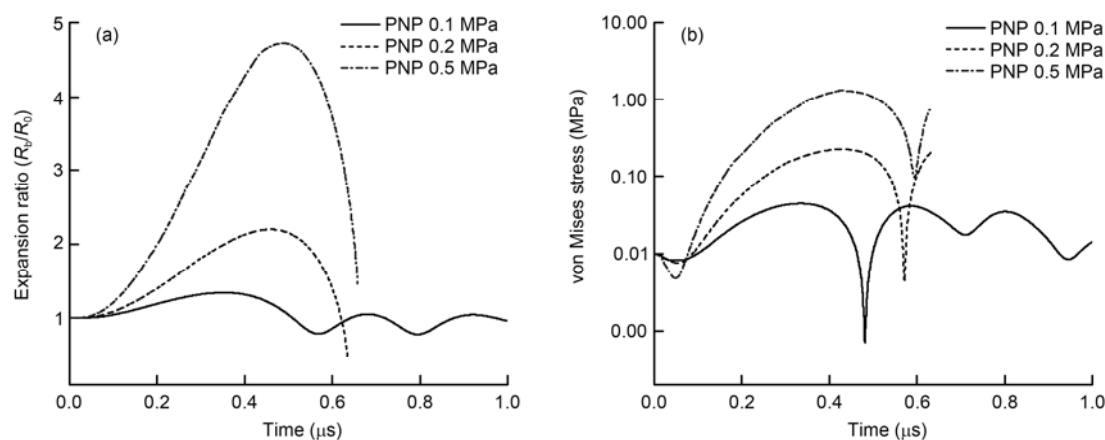 (a)
PNP 0.1 MPa
PNP 0.2 MPa
PNP 0.5 MPa
Expansion ratio (R_b/R_0)
5
4
3
2
1
0.0 0.2 0.4 0.6 0.8 1.0
Time (μs)
(b)
PNP 0.1 MPa
PNP 0.2 MPa
PNP 0.5 MPa
von Mises stress (MPa)
10.00
1.00
0.10
0.01
0.00
0.0 0.2 0.4 0.6 0.8 1.0
Time (μs)